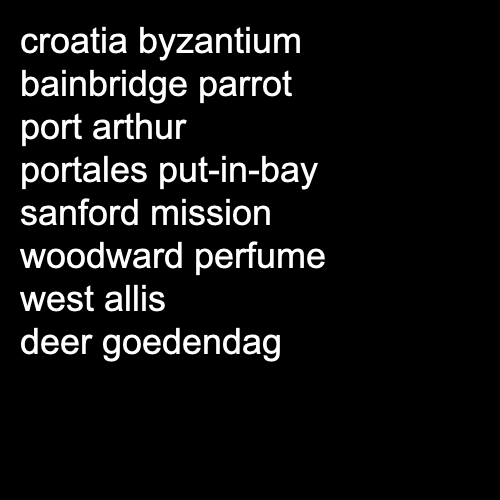 croatia byzantium
bainbridge parrot
port arthur
portales put-in-bay
sanford mission
woodward perfume
west allis
deer goedendag